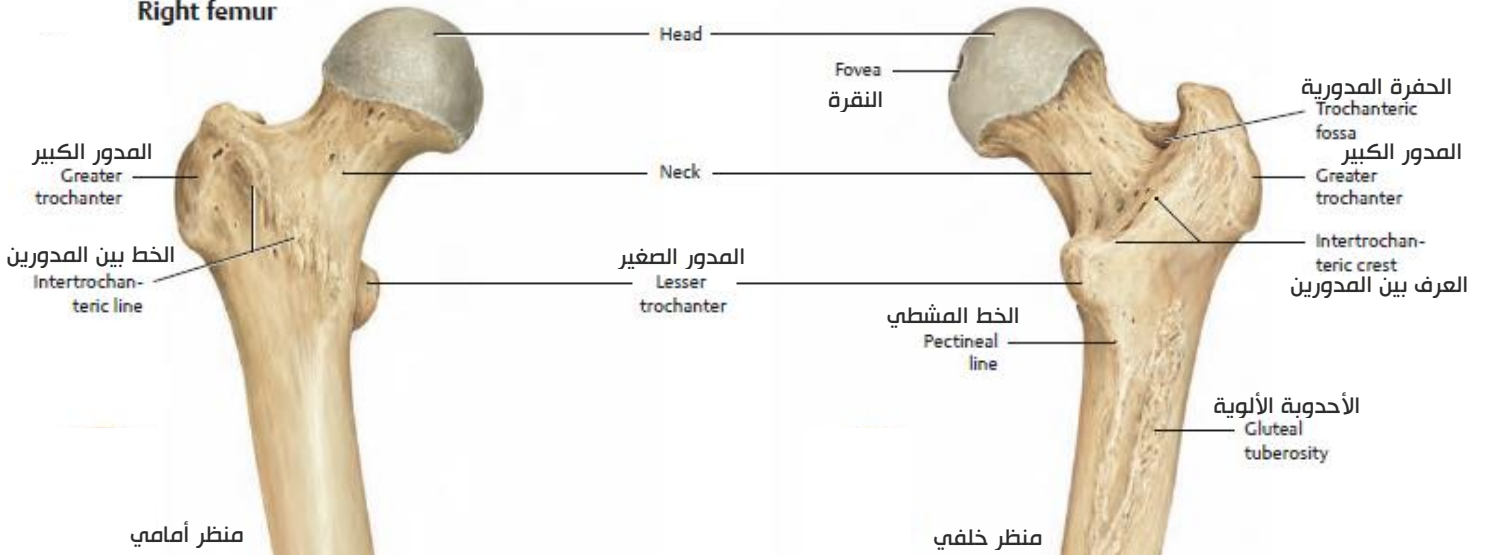 Right femur
Head
Fovea
النقرة
الحفرة المدورية
Trochanteric
fossa
المدور الكبير
Greater
trochanter
Neck
المدور الكبير
Greater
trochanter
الخط بين المدورين
Intertrochan-
teric line
المدور الصغير
Lesser
trochanter
Intertrochan-
teric crest
العرف بين المدورين
الخط المشطي
Pectineal
line
الأحدوبة الألوية
Gluteal
tuberosity
منظر أمامي
منظر خلفي